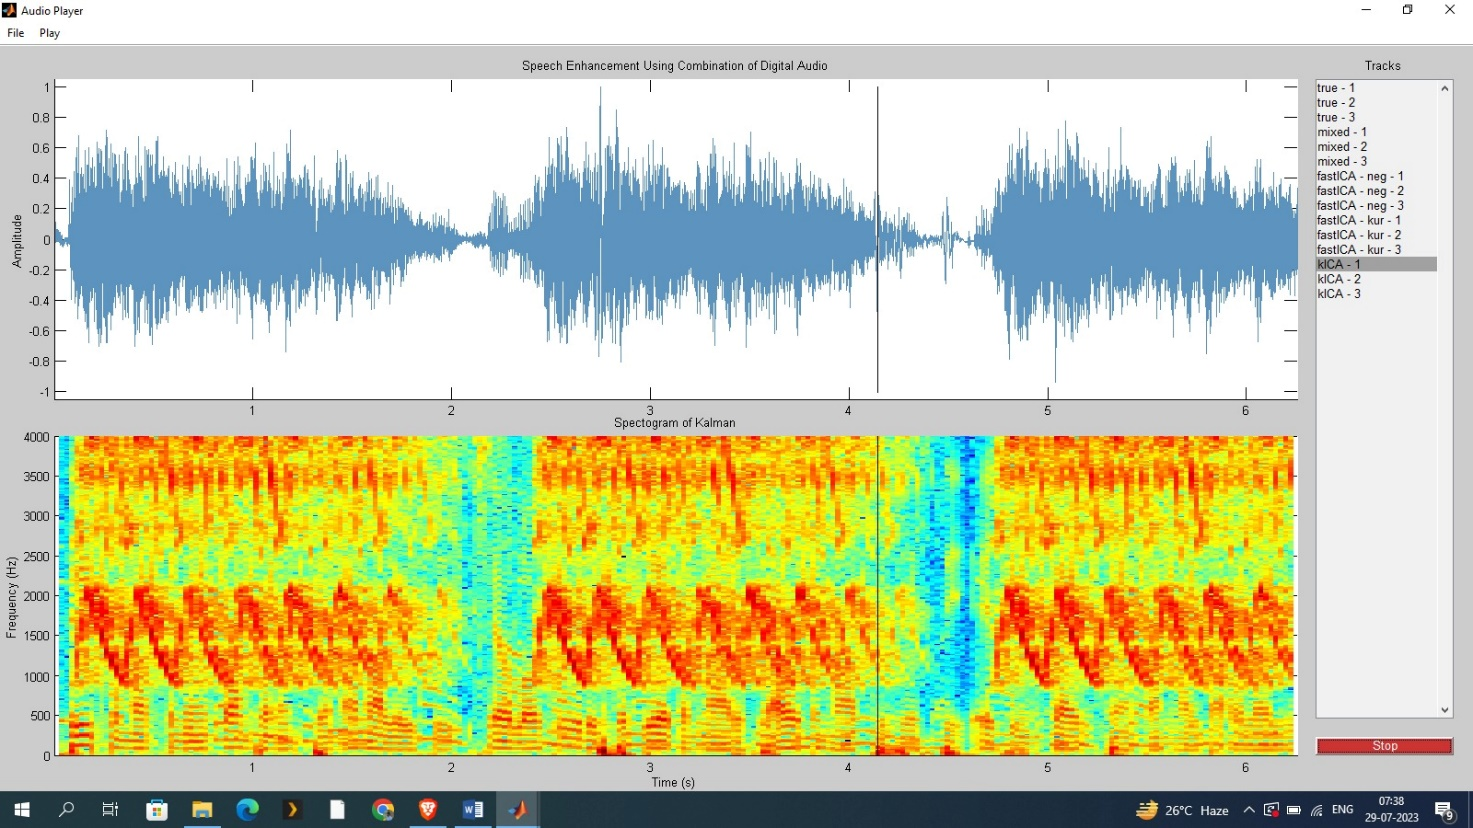 Audio Player
File Play
Speech Enhancement Using Combination of Digital Audio
Tracks
1
0.8
0.6
0.4
0.2
0
-0.2
-0.4
-0.6
-0.8
-1
Amplitude
1 2 3 4 5 6
true - 1
true - 2
true - 3
mixed - 1
mixed - 2
mixed - 3
fastICA - neg - 1
fastICA - neg - 2
fastICA - neg - 3
fastICA - kur - 1
fastICA - kur - 2
fastICA - kur - 3
kICA - 1
kICA - 2
kICA - 3
Spectogram of Kalman
4000
3500
3000
2500
2000
1500
1000
500
0
Frequency (Hz)
1 2 3 4 5 6
Time (s)
Stop
26°C Haze
ENG
07:38
29-07-2023
9